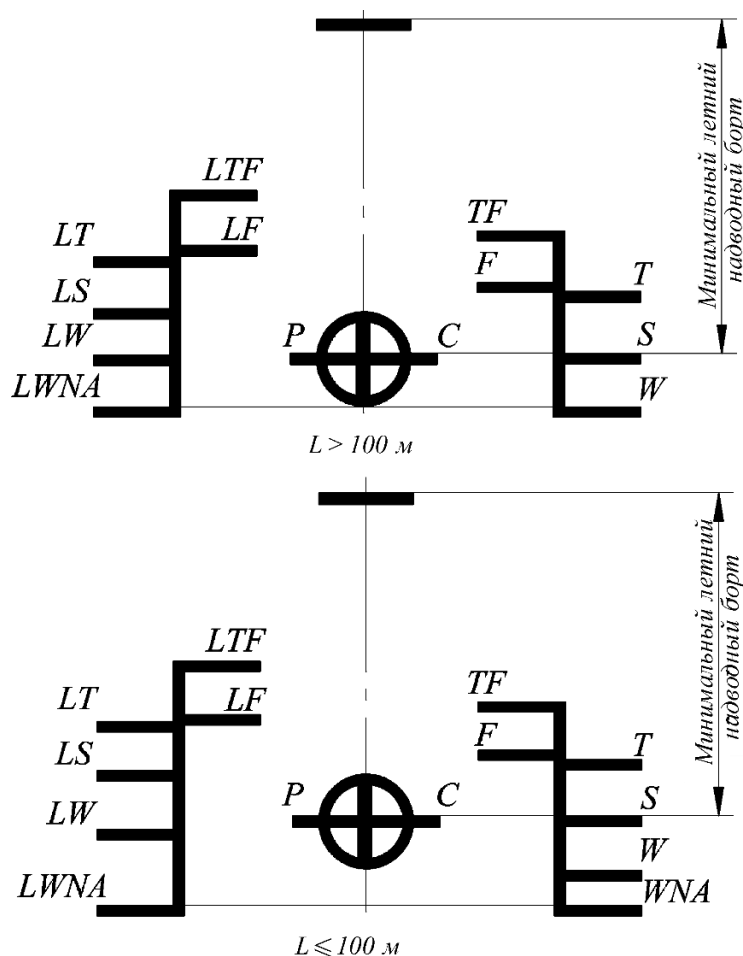 LTF
LF
LT
LS
LW
LWNA
P
C
TF
F
T
S
W
Минимальный летний
надводный борт
L > 100 м
LTF
LF
LT
LS
LW
LWNA
P
C
TF
F
T
S
W
WNA
Минимальный летний
надводный борт
L ⩽ 100 м